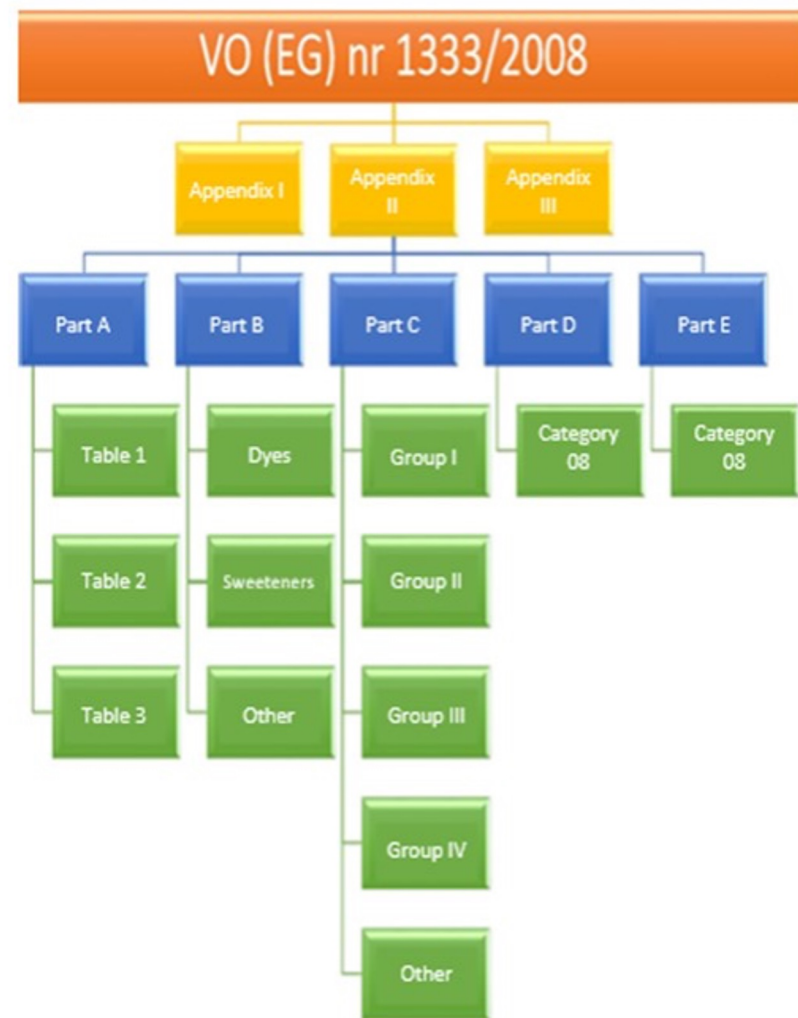 VO (EG) nr 1333/2008
Appendix I
Appendix
II
Appendix
III
Part A
Part B
Part C
Part D
Part E
Table 1
Dyes
Group I
Category
08
Category
08
Table 2
Sweeteners
Group II
Table 3
Other
Group III
Group IV
Other